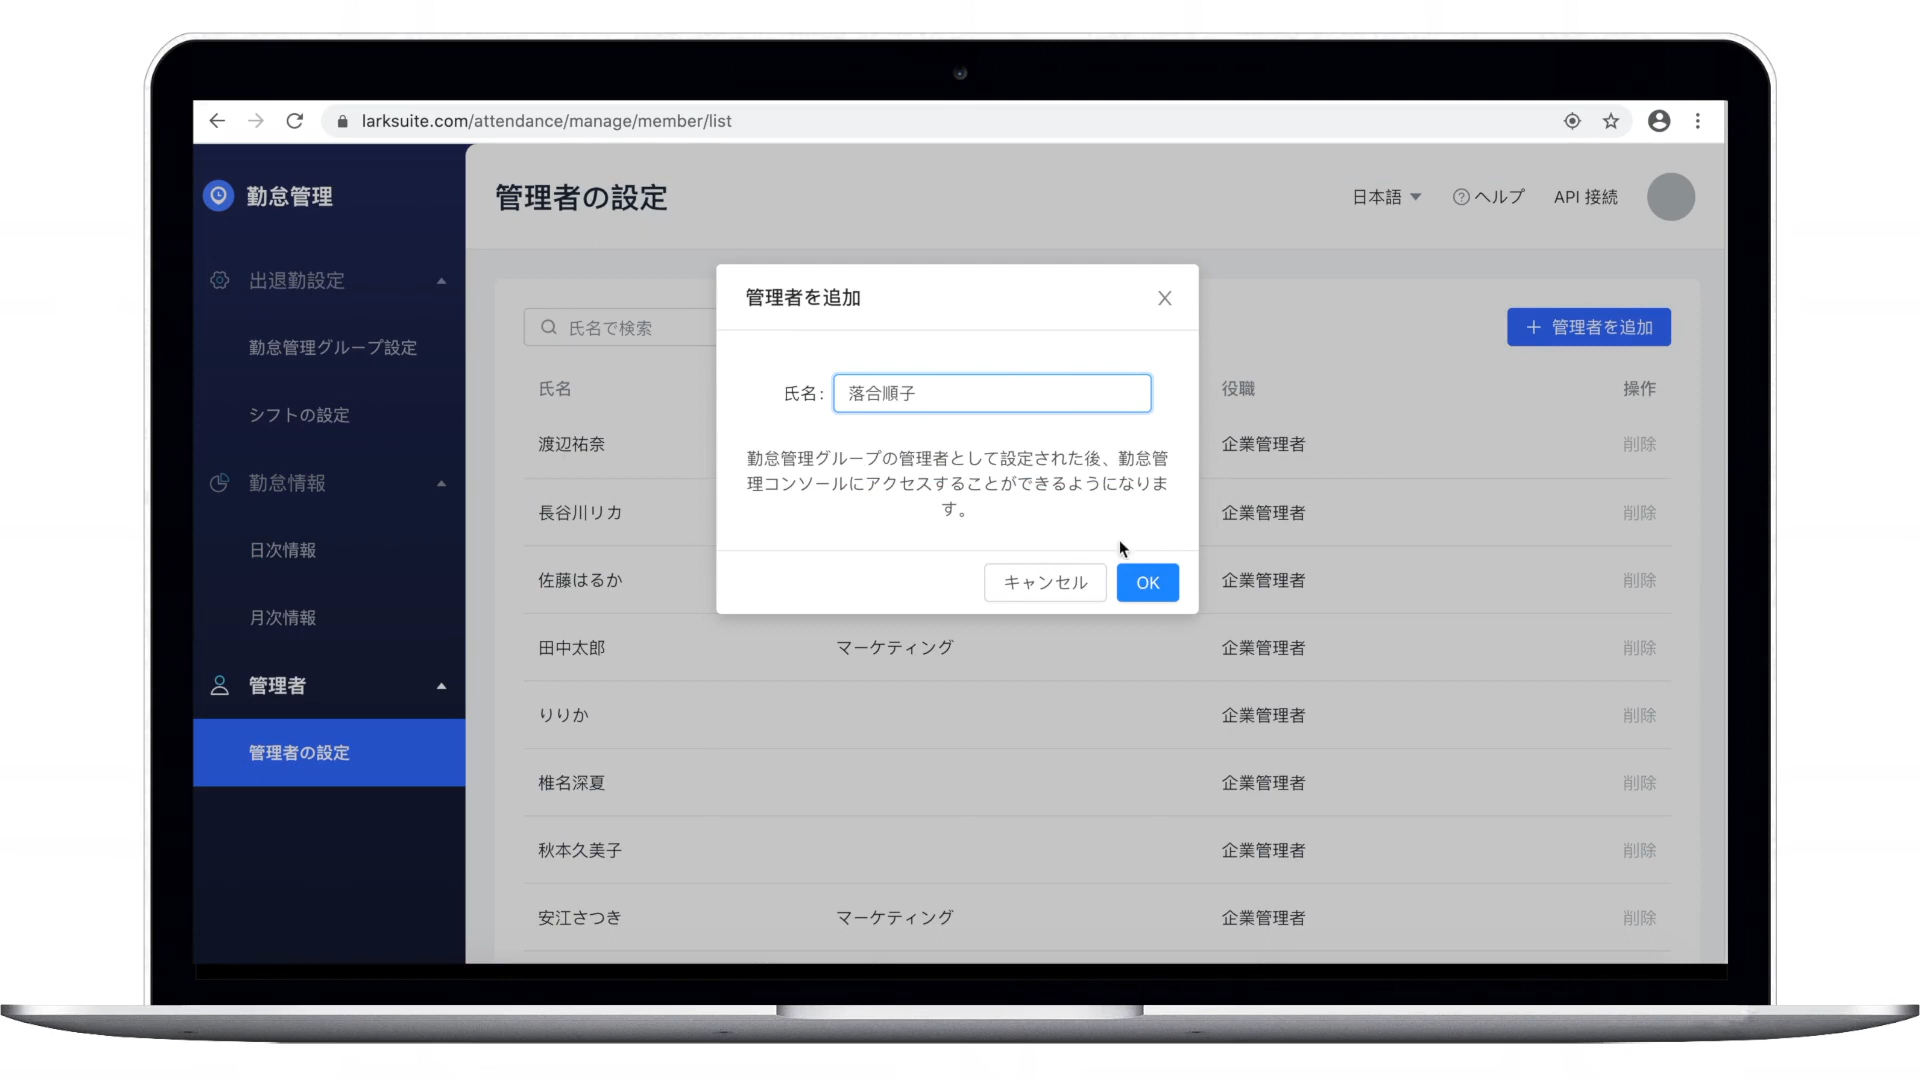 larksuite.com/attendance/manage/member/list
勤怠管理
管理者の設定
日本語
ヘルプ
API 接続
出退勤設定
勤怠管理グループ設定
シフトの設定
勤怠情報
日次情報
月次情報
管理者
管理者の設定
氏名で検索
+ 管理者を追加
氏名 役職 操作
渡辺祐奈 企業管理者 削除
長谷川リカ 企業管理者 削除
佐藤はるか 企業管理者 削除
田中太郎 マーケティング 企業管理者 削除
りりか 企業管理者 削除
椎名深夏 企業管理者 削除
秋本久美子 企業管理者 削除
安江さつき マーケティング 企業管理者 削除
管理者を追加
氏名: 落合順子
勤怠管理グループの管理者として設定された後、勤怠管
理コンソールにアクセスすることができるようになりま
す。
キャンセル OK